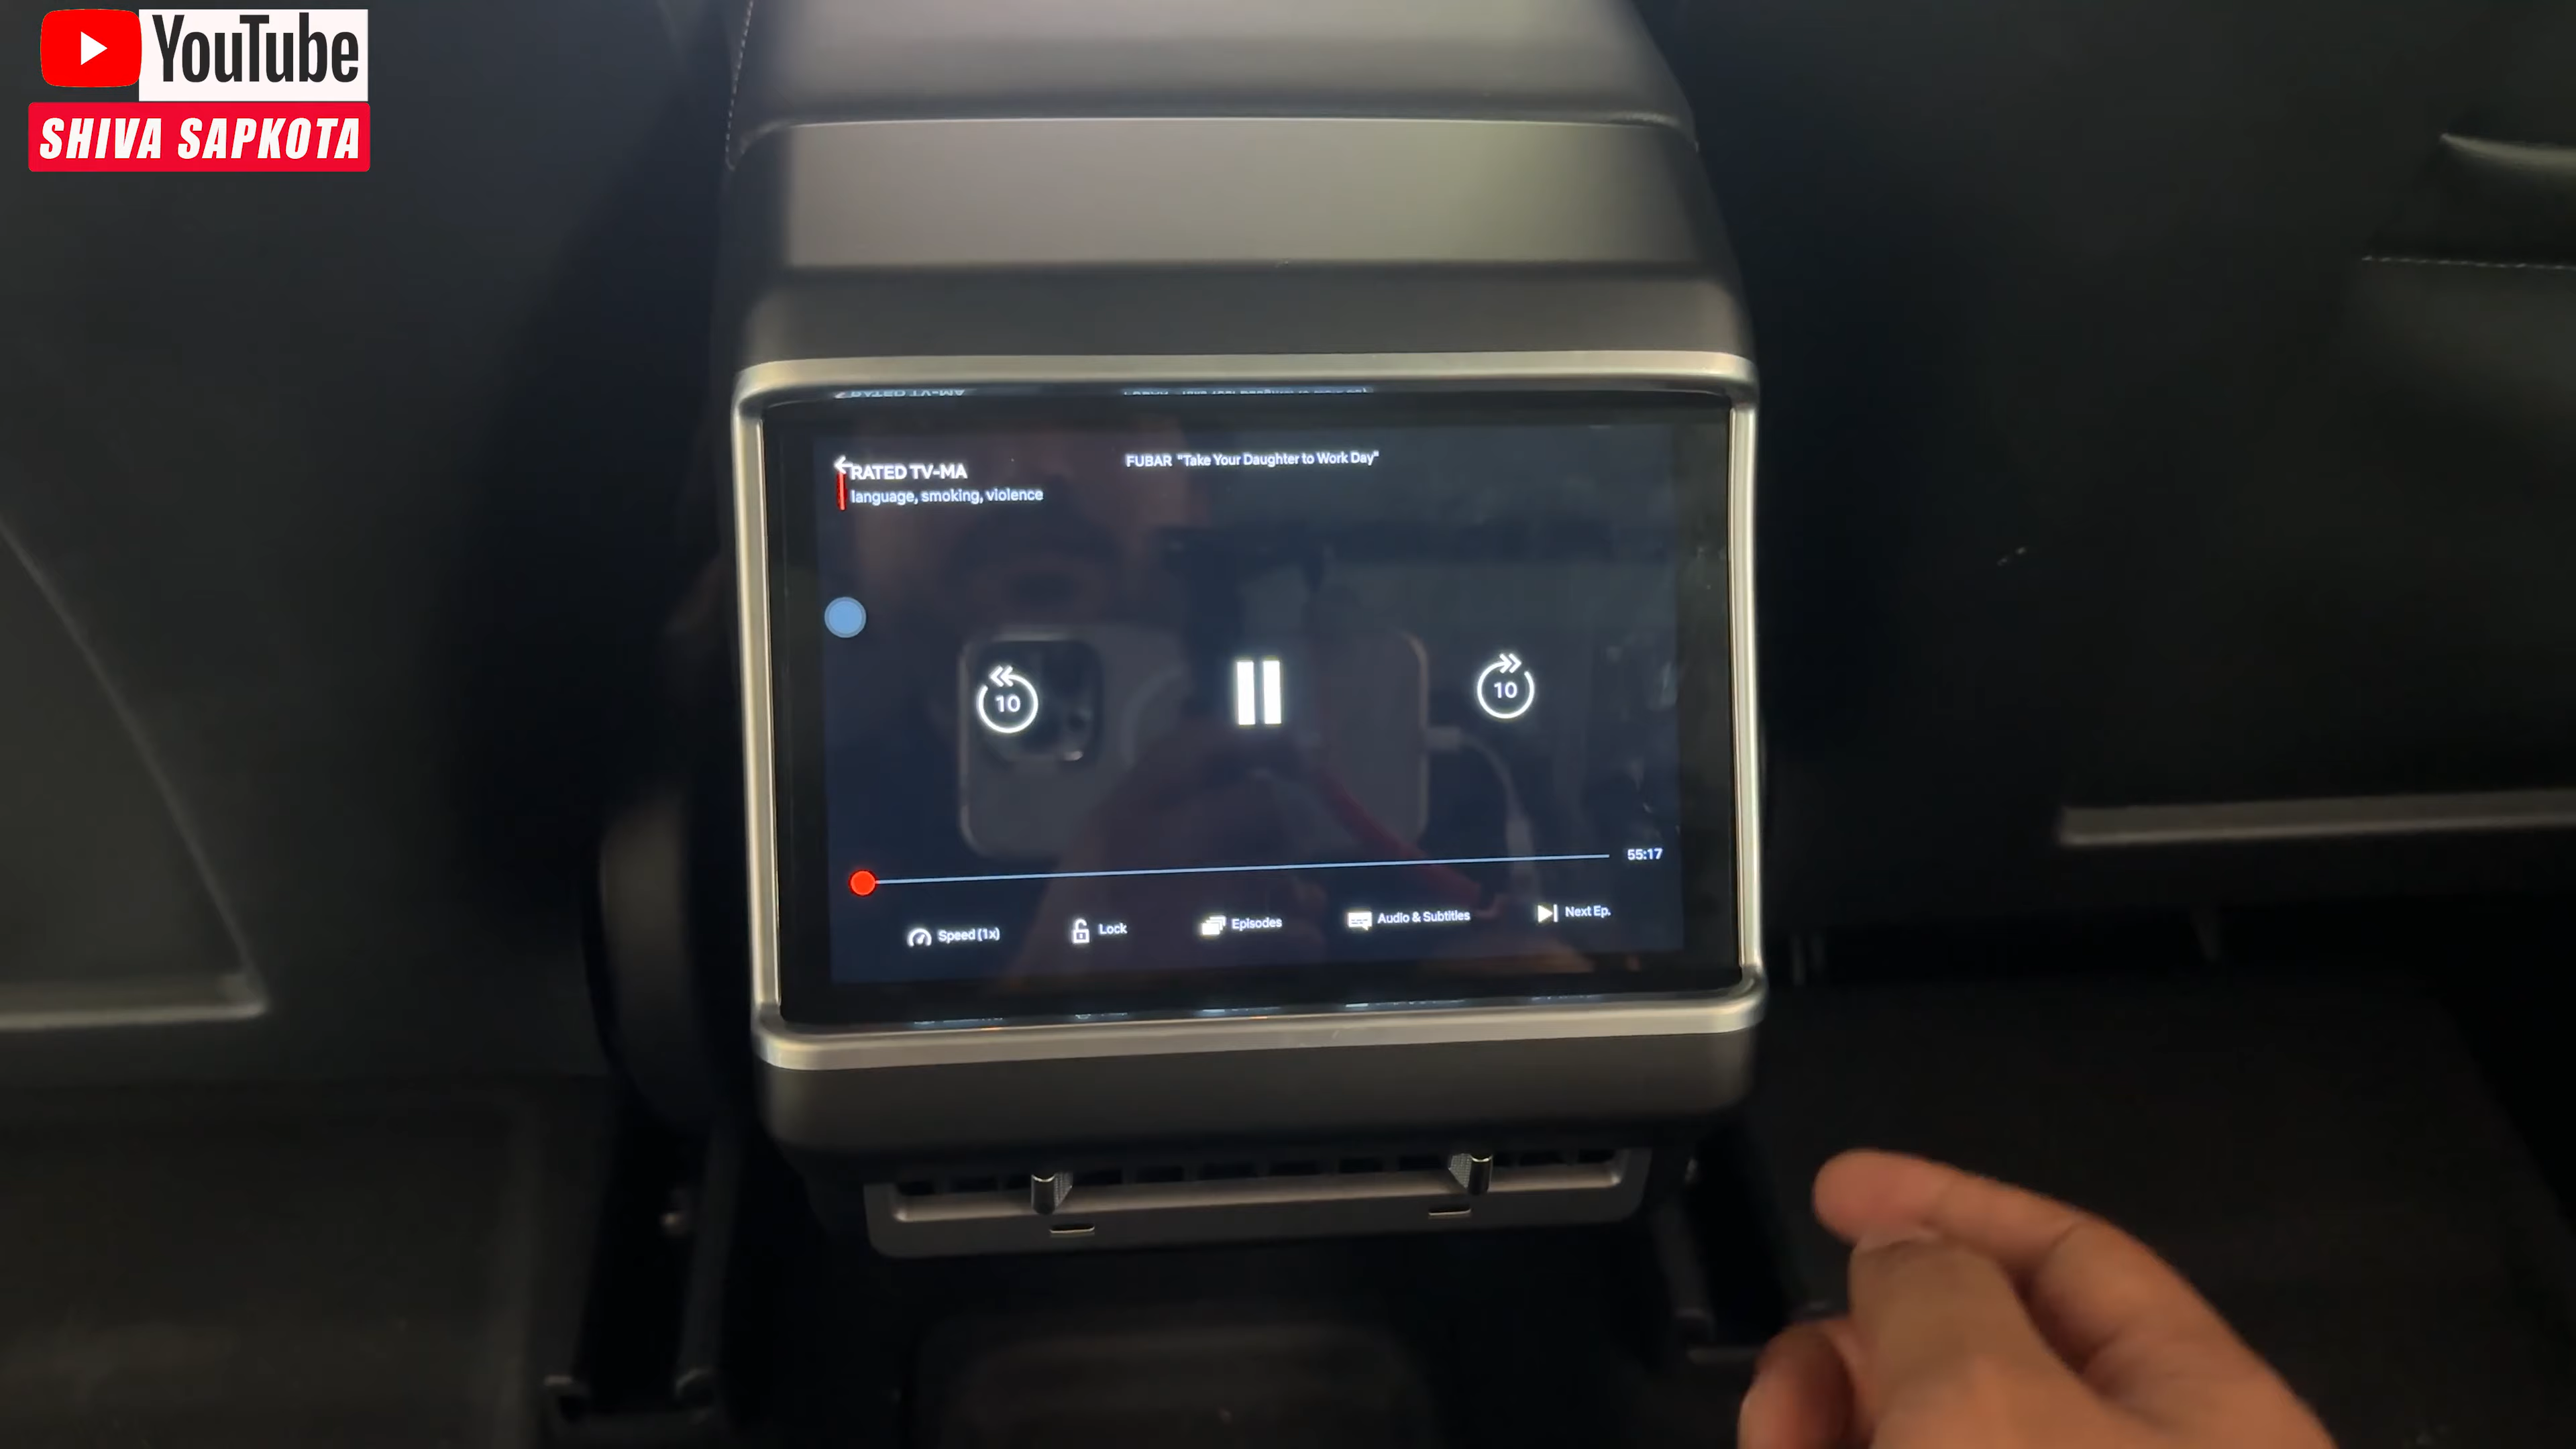 YouTube
SHIVA SAPKOTA
RATED TV-MA
language, smoking, violence
FUBAR "Take Your Daughter to Work Day"
10
10
55:17
Speed (1x)
Lock
Episodes
Audio & Subtitles
Next Ep.